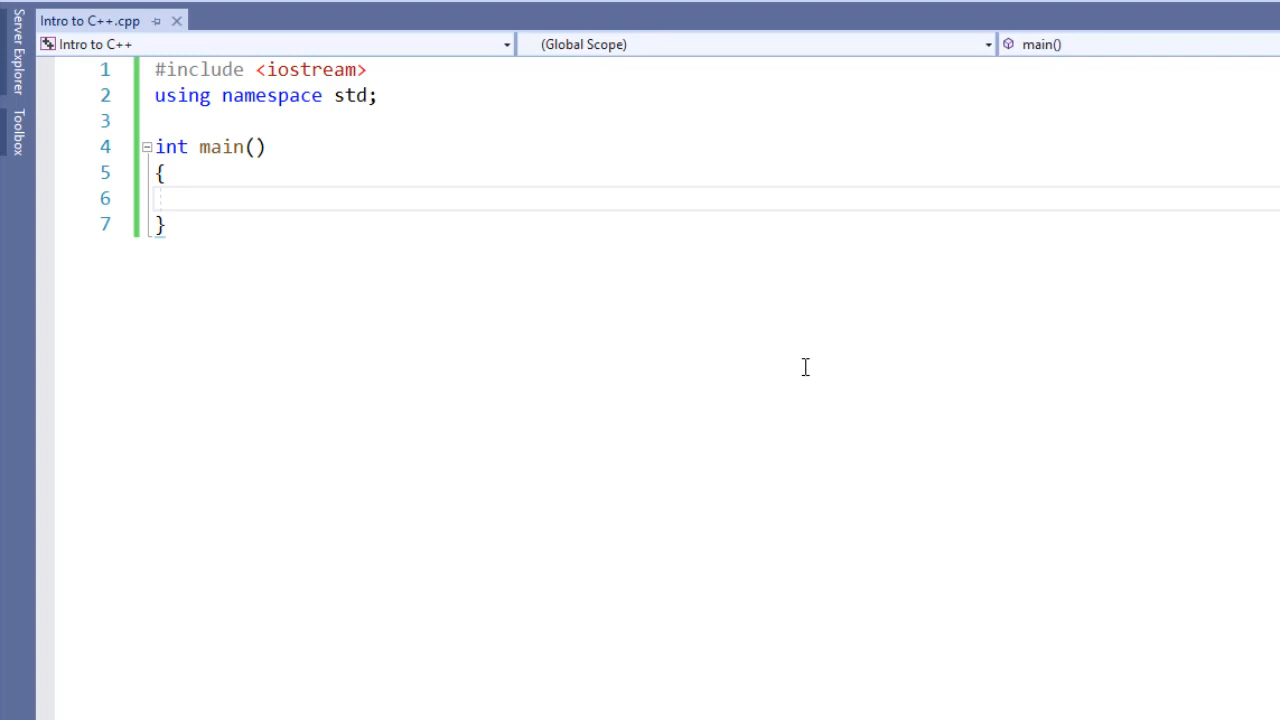 Server Explorer
Toolbox
Intro to C++.cpp
Intro to C++
(Global Scope)
main()
1 #include <iostream>
2 using namespace std;
3
4 int main()
5 {
6
7 }